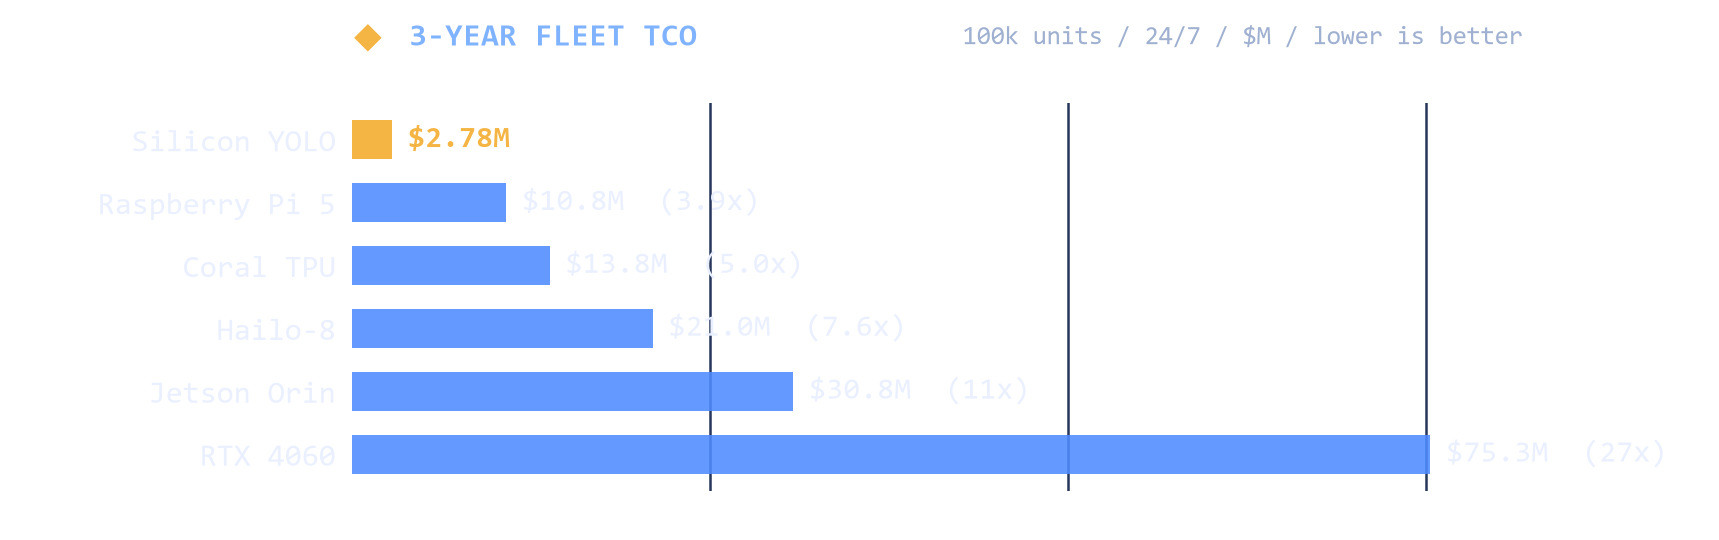 ◆ 3-YEAR FLEET TCO 100k units / 24/7 / $M / lower is better
Silicon YOLO $2.78M
Raspberry Pi 5 $10.8M (3.9x)
Coral TPU $13.8M (5.0x)
Hailo-8 $21.0M (7.6x)
Jetson Orin $30.8M (11x)
RTX 4060 $75.3M (27x)